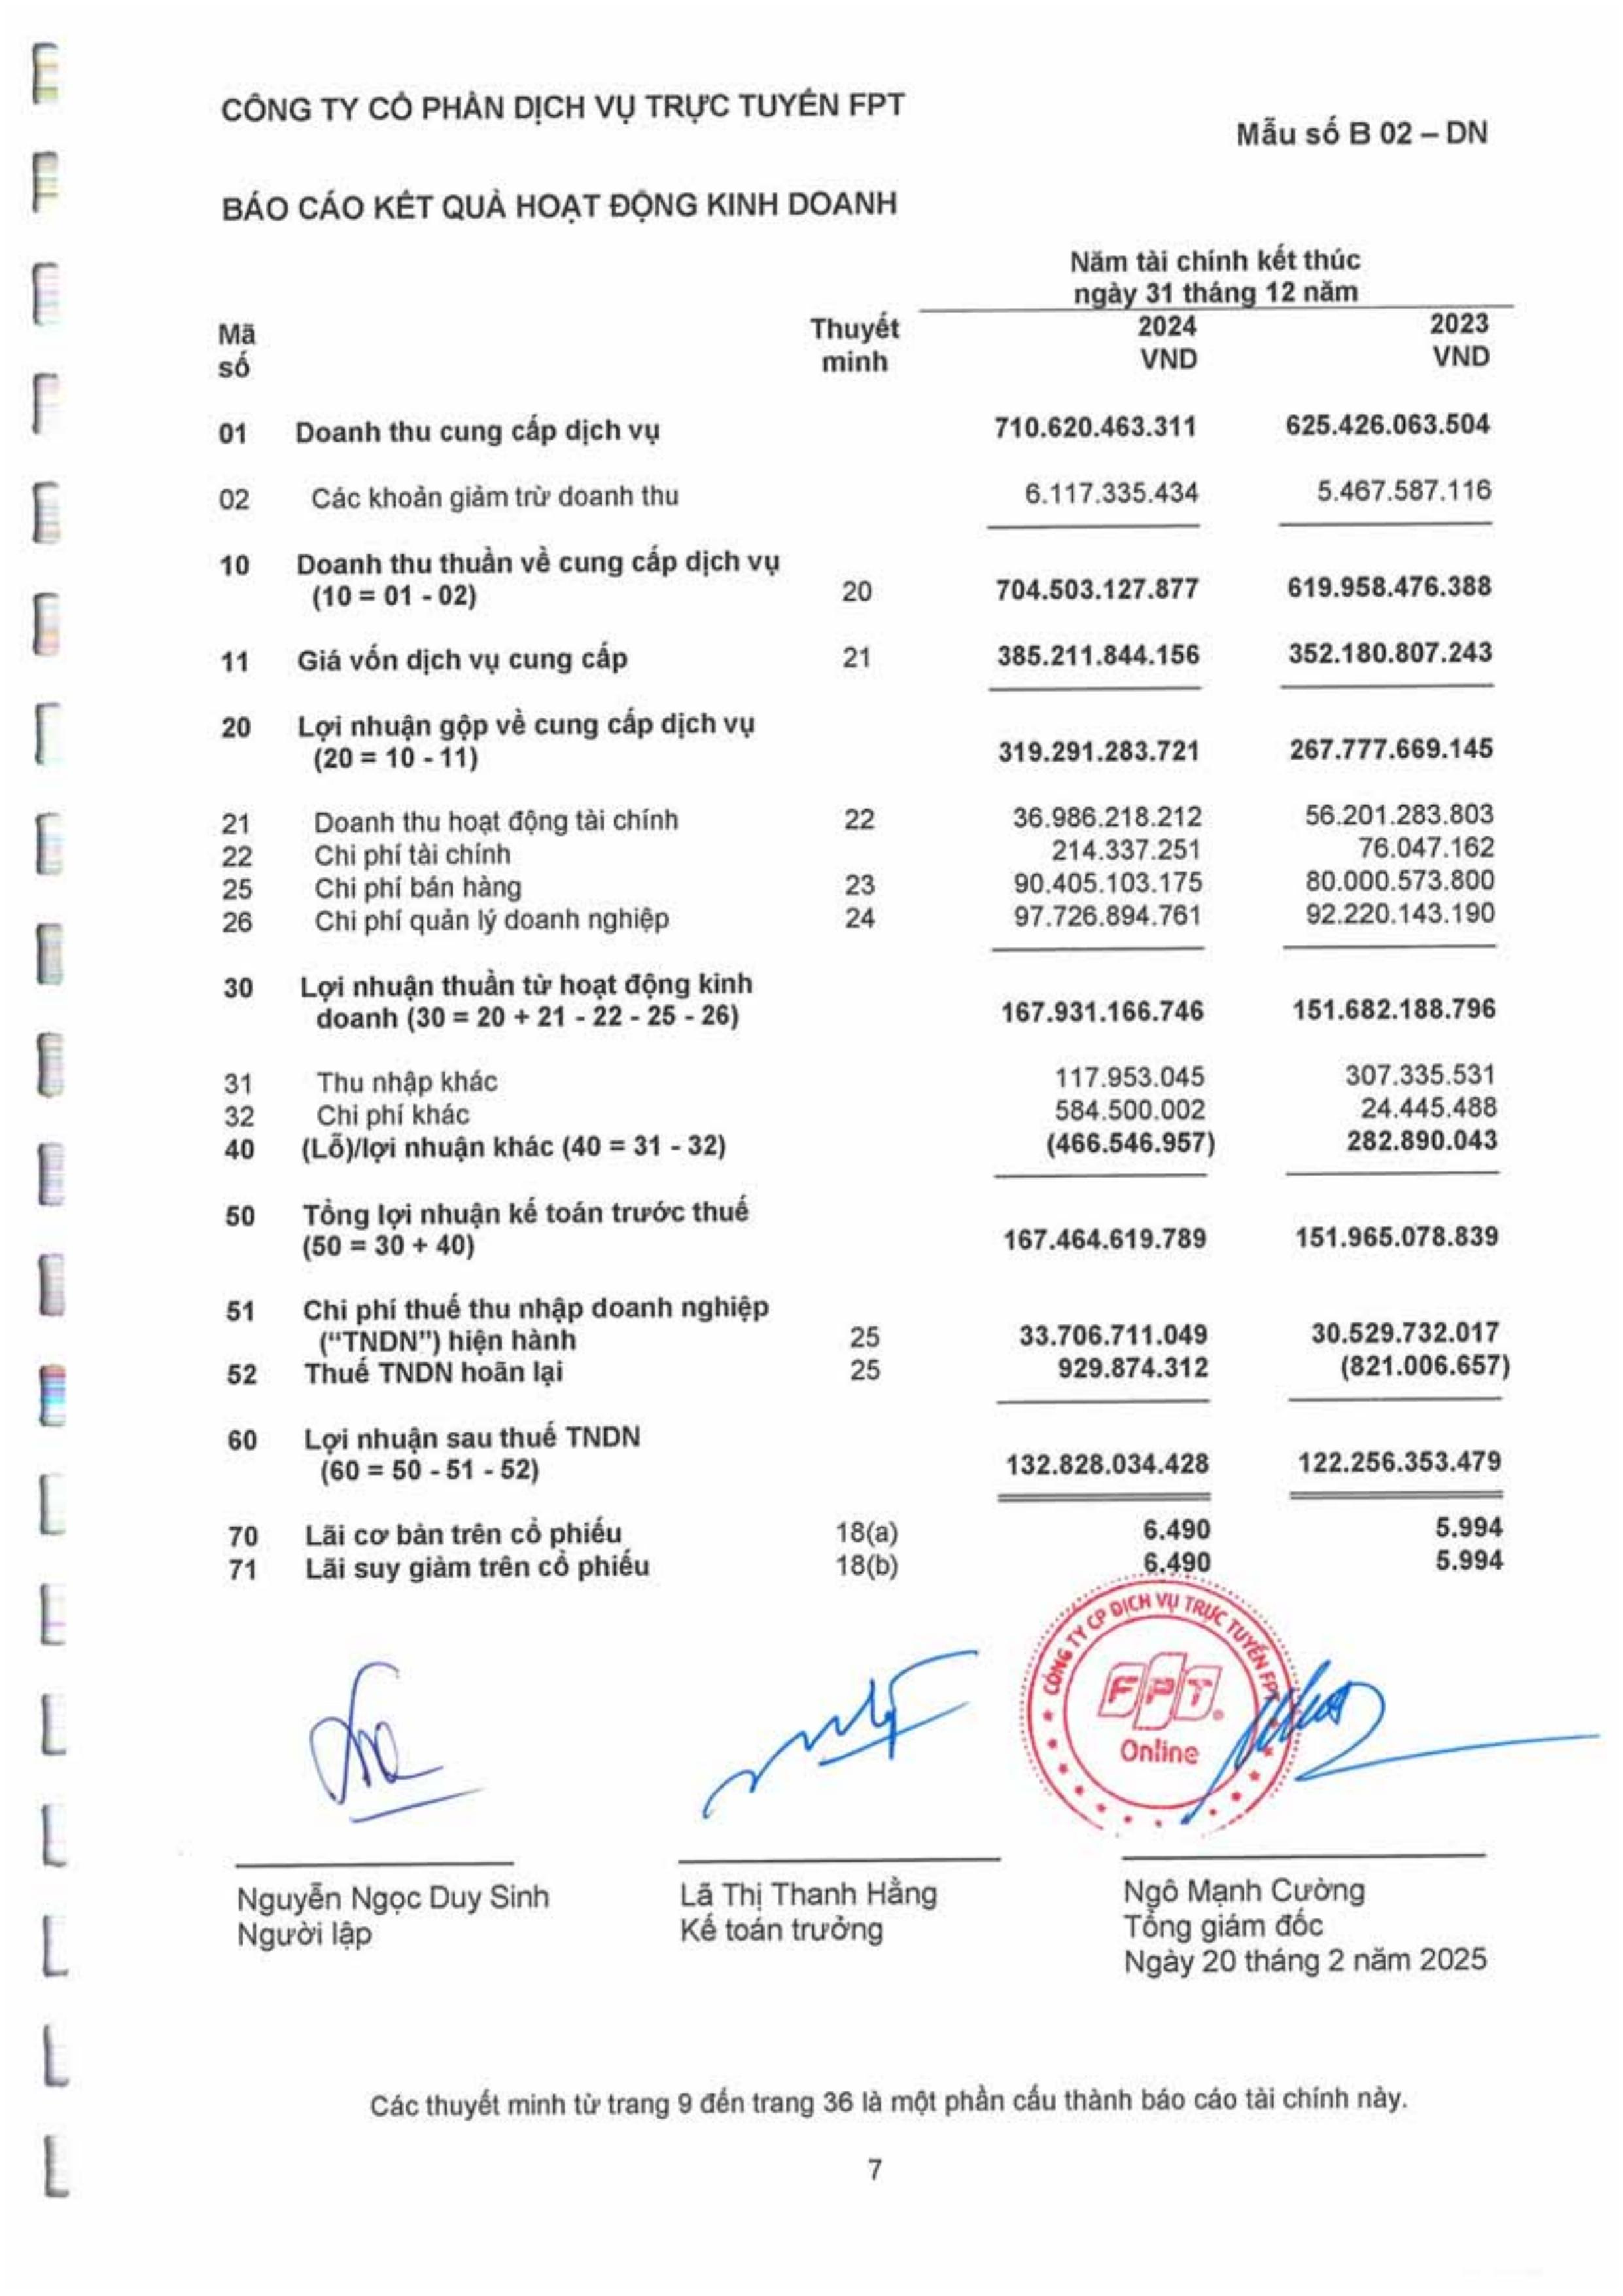 CÔNG TY CỔ PHẦN DỊCH VỤ TRỰC TUYẾN FPT
Mẫu số B 02 – DN
BÁO CÁO KẾT QUẢ HOẠT ĐỘNG KINH DOANH
Năm tài chính kết thúc
ngày 31 tháng 12 năm
Mã số Thuyết minh 2024 VND 2023 VND
01 Doanh thu cung cấp dịch vụ 710.620.463.311 625.426.063.504
02 Các khoản giảm trừ doanh thu 6.117.335.434 5.467.587.116
10 Doanh thu thuần về cung cấp dịch vụ
(10 = 01 - 02) 20 704.503.127.877 619.958.476.388
11 Giá vốn dịch vụ cung cấp 21 385.211.844.156 352.180.807.243
20 Lợi nhuận gộp về cung cấp dịch vụ
(20 = 10 - 11) 319.291.283.721 267.777.669.145
21 Doanh thu hoạt động tài chính 22 36.986.218.212 56.201.283.803
22 Chi phí tài chính 214.337.251 76.047.162
25 Chi phí bán hàng 23 90.405.103.175 80.000.573.800
26 Chi phí quản lý doanh nghiệp 24 97.726.894.761 92.220.143.190
30 Lợi nhuận thuần từ hoạt động kinh
doanh (30 = 20 + 21 - 22 - 25 - 26) 167.931.166.746 151.682.188.796
31 Thu nhập khác 117.953.045 307.335.531
32 Chi phí khác 584.500.002 24.445.488
40 (Lỗ)/lợi nhuận khác (40 = 31 - 32) (466.546.957) 282.890.043
50 Tổng lợi nhuận kế toán trước thuế
(50 = 30 + 40) 167.464.619.789 151.965.078.839
51 Chi phí thuế thu nhập doanh nghiệp
(“TNDN”) hiện hành 25 33.706.711.049 30.529.732.017
52 Thuế TNDN hoãn lại 25 929.874.312 (821.006.657)
60 Lợi nhuận sau thuế TNDN
(60 = 50 - 51 - 52) 132.828.034.428 122.256.353.479
70 Lãi cơ bản trên cổ phiếu 18(a) 6.490 5.994
71 Lãi suy giảm trên cổ phiếu 18(b) 6.490 5.994
CÔNG TY CP DỊCH VỤ TRỰC TUYẾN FPT
FPT
Online
Nguyễn Ngọc Duy Sinh
Người lập
Lã Thị Thanh Hằng
Kế toán trưởng
Ngô Mạnh Cường
Tổng giám đốc
Ngày 20 tháng 2 năm 2025
Các thuyết minh từ trang 9 đến trang 36 là một phần cấu thành báo cáo tài chính này.
7